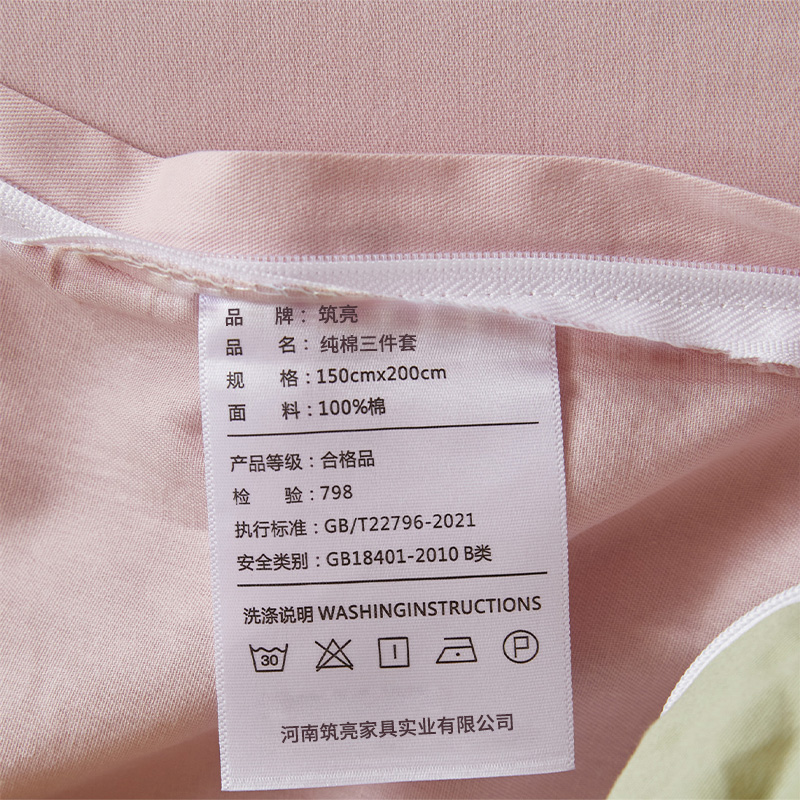 品 牌：筑亮
品 名：纯棉三件套
规 格：150cmx200cm
面 料：100%棉
产品等级：合格品
检 验：798
执行标准：GB/T22796-2021
安全类别：GB18401-2010 B类
洗涤说明 WASHINGINSTRUCTIONS
30 P
河南筑亮家具实业有限公司